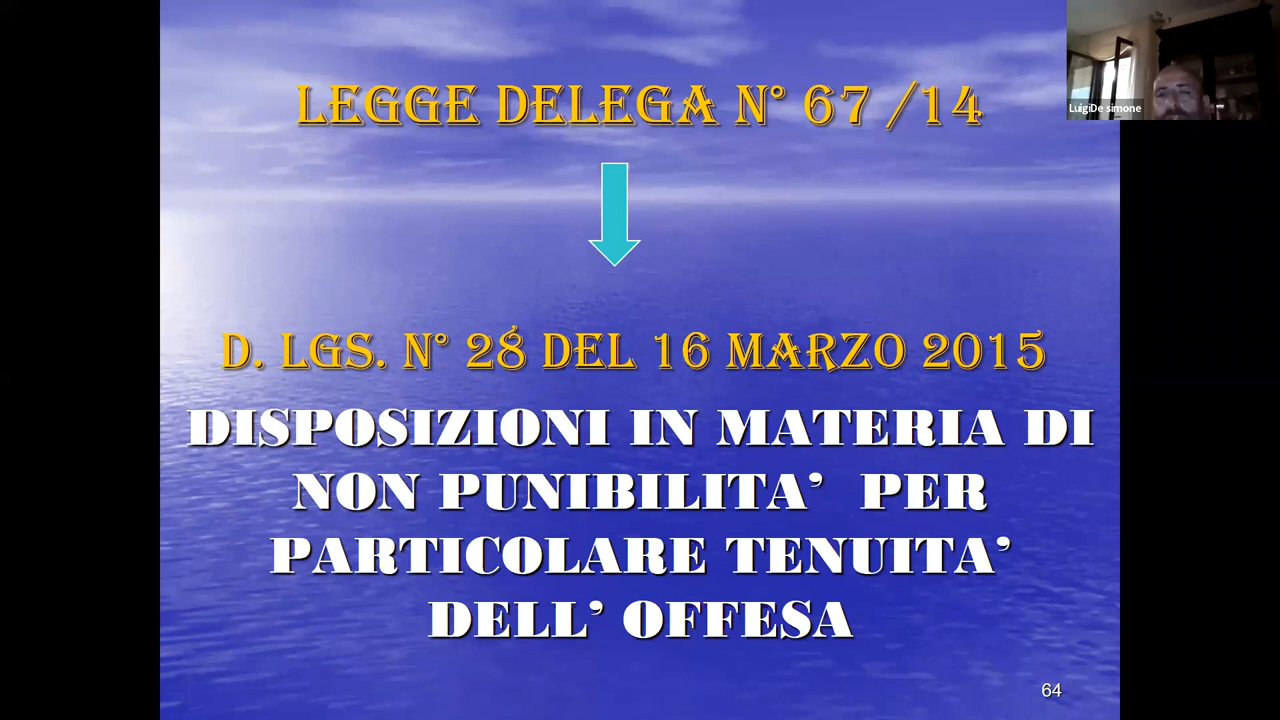 LEGGE DELEGA N° 67 /14
LuigiDe simone
D. LGS. N° 28 DEL 16 MARZO 2015
DISPOSIZIONI IN MATERIA DI
NON PUNIBILITA’ PER
PARTICOLARE TENUITA’
DELL’ OFFESA
64